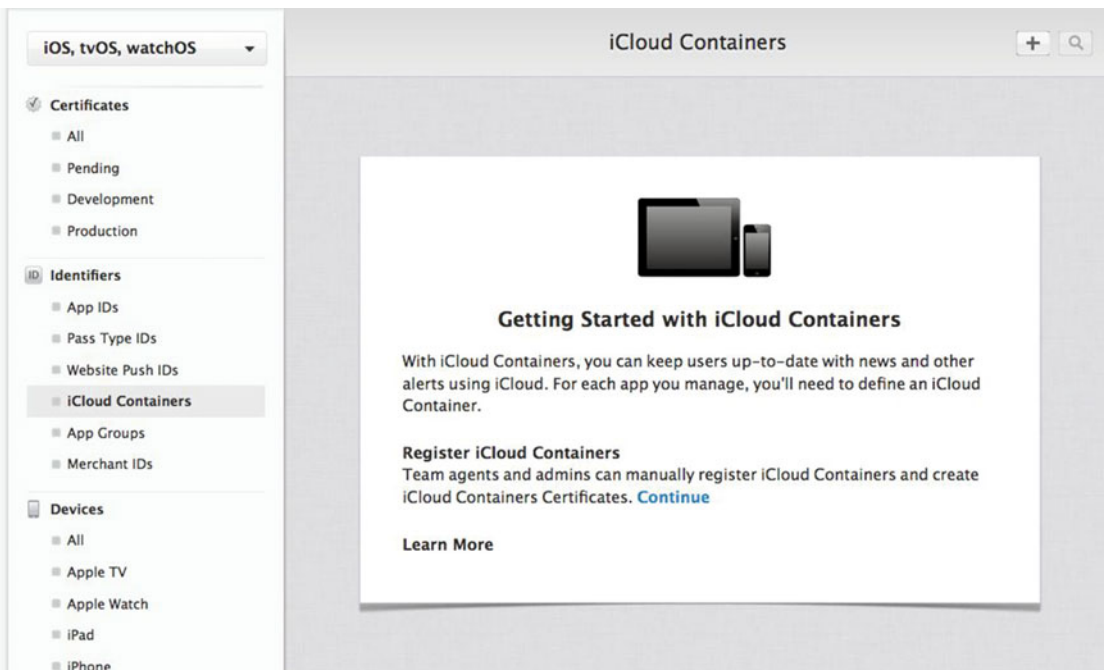 iOS, tvOS, watchOS
Certificates
All
Pending
Development
Production
ID Identifiers
App IDs
Pass Type IDs
Website Push IDs
iCloud Containers
App Groups
Merchant IDs
Devices
All
Apple TV
Apple Watch
iPad
iPhone
iCloud Containers
+
Getting Started with iCloud Containers
With iCloud Containers, you can keep users up-to-date with news and other
alerts using iCloud. For each app you manage, you'll need to define an iCloud
Container.
Register iCloud Containers
Team agents and admins can manually register iCloud Containers and create
iCloud Containers Certificates. Continue
Learn More